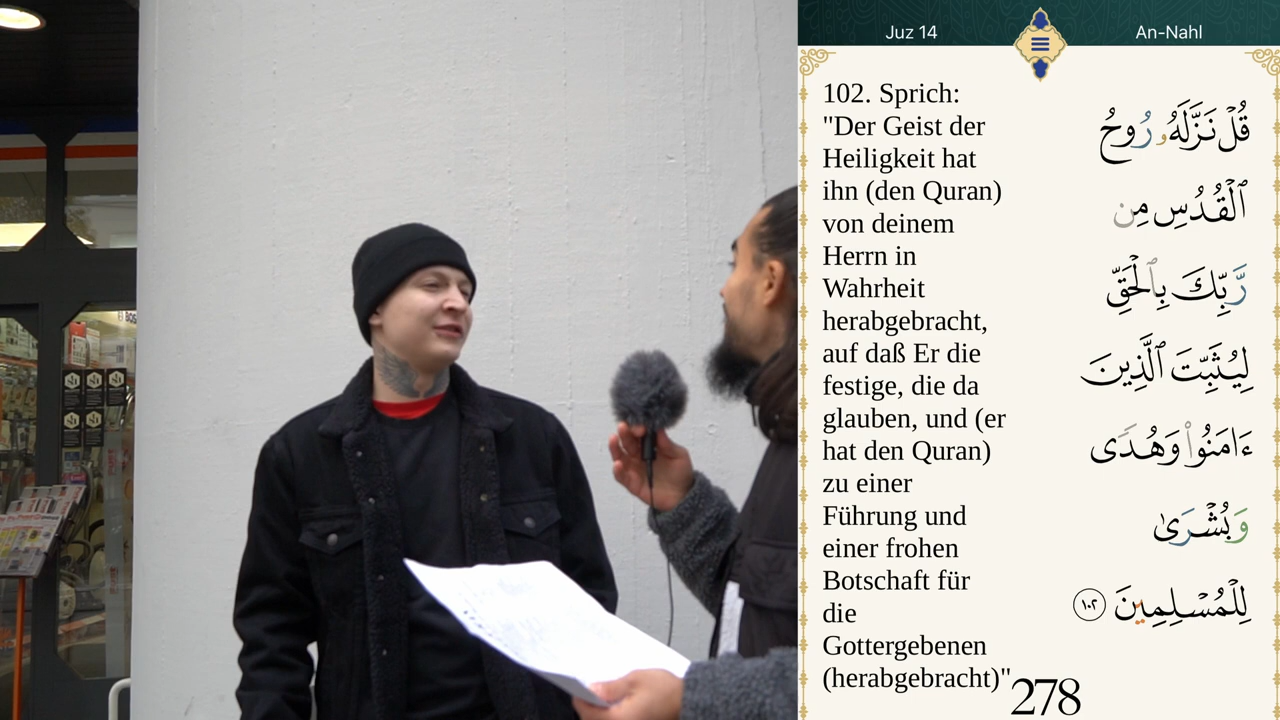 Juz 14
An-Nahl
102. Sprich:
"Der Geist der
Heiligkeit hat
ihn (den Quran)
von deinem
Herrn in
Wahrheit
herabgebracht,
auf daß Er die
festige, die da
glauben, und (er
hat den Quran)
zu einer
Führung und
einer frohen
Botschaft für
die
Gottergebenen
(herabgebracht)"
قُلْ نَزَّلَهُۥ رُوحُ
ٱلْقُدُسِ مِن
رَّبِّكَ بِٱلْحَقِّ
لِيُثَبِّتَ ٱلَّذِينَ
ءَامَنُوا۟ وَهُدًى
وَبُشْرَىٰ
لِلْمُسْلِمِينَ ١٠٢
278